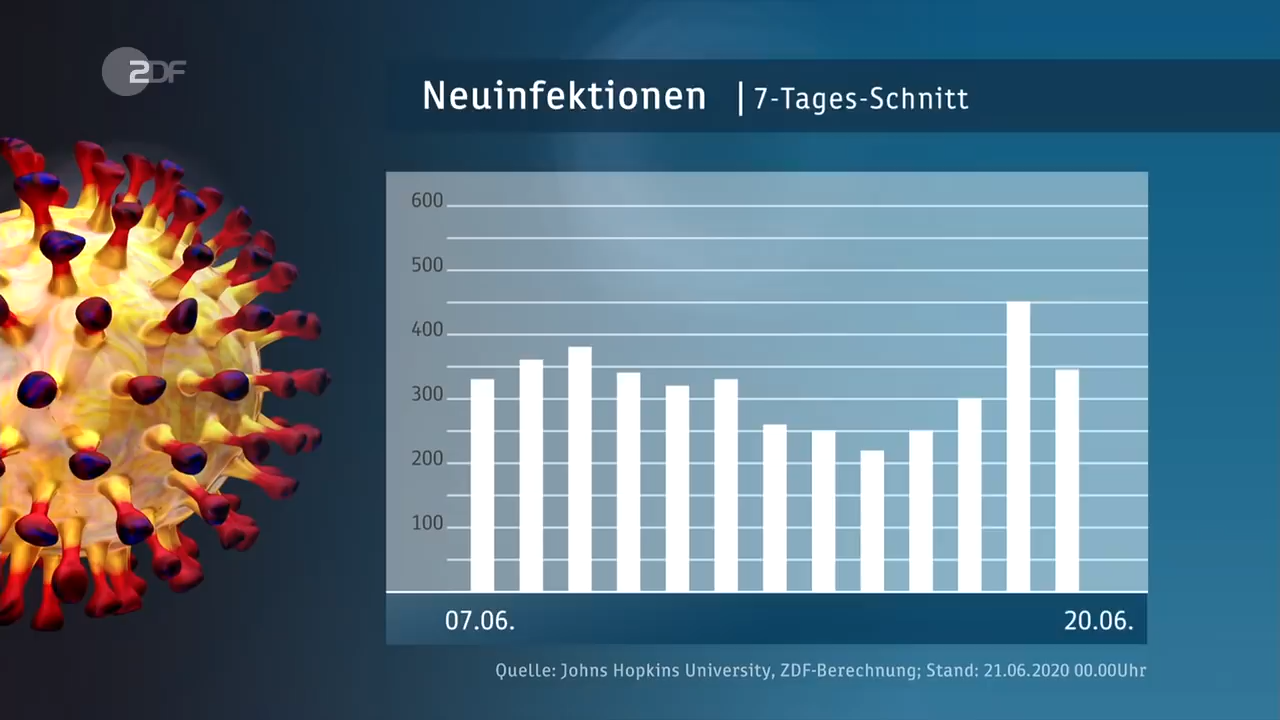 ZDF
Neuinfektionen | 7-Tages-Schnitt
600
500
400
300
200
100
07.06.
20.06.
Quelle: Johns Hopkins University, ZDF-Berechnung; Stand: 21.06.2020 00.00Uhr